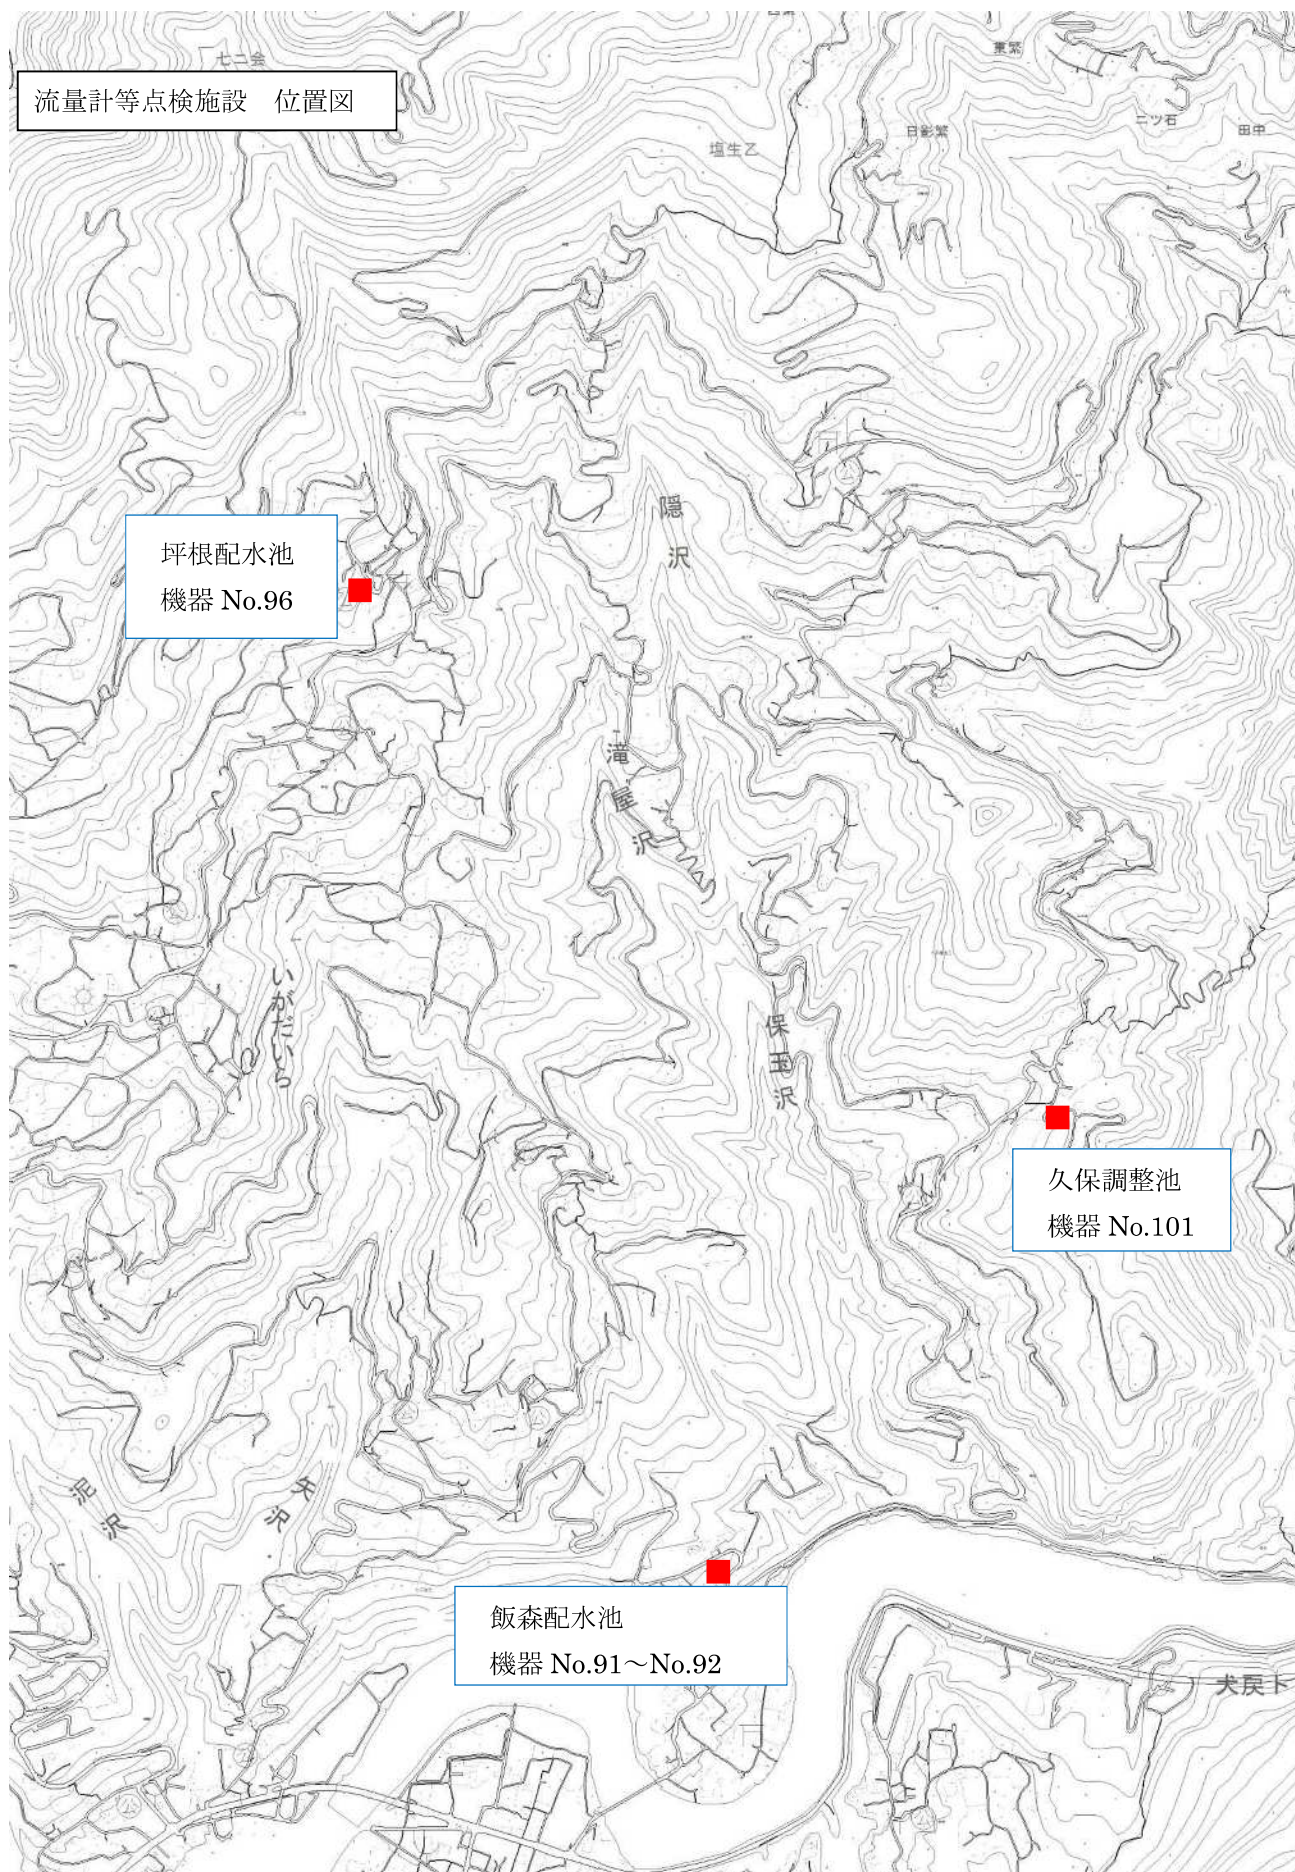 七二会
東繁
流量計等点検施設　位置図
二ツ石
日影繁
田中
塩生乙
隠沢
坪根配水池
機器 No.96
滝屋沢
いがだいら
保玉沢
久保調整池
機器 No.101
泥沢
矢沢
飯森配水池
機器 No.91～No.92
犬戻ト